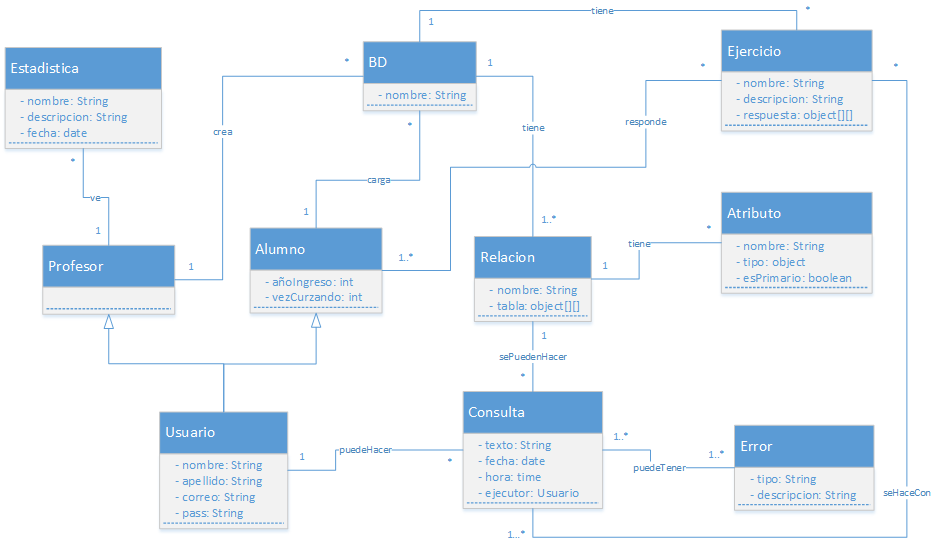 tiene
1
*
Estadistica
- nombre: String
- descripcion: String
- fecha: date
*
ve
1
BD
- nombre: String
*
1
*
crea
1
tiene
1..*
Ejercicio
- nombre: String
- descripcion: String
- respuesta: object[][]
*
*
responde
1..*
carga
1
Profesor
Alumno
- añoIngreso: int
- vezCurzando: int
Relacion
- nombre: String
- tabla: object[][]
1
tiene
*
Atributo
- nombre: String
- tipo: object
- esPrimario: boolean
1
sePuedenHacer
*
Usuario
- nombre: String
- apellido: String
- correo: String
- pass: String
1
puedeHacer
*
Consulta
- texto: String
- fecha: date
- hora: time
- ejecutor: Usuario
1..*
puedeTener
1..*
Error
- tipo: String
- descripcion: String
seHaceCon
1..*